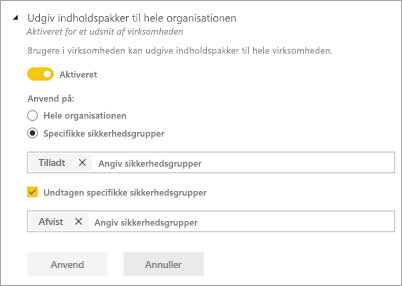 Udgiv indholdspakker til hele organisationen
Aktiveret for et udsnit af virksomheden
Brugere i virksomheden kan udgive indholdspakker til hele virksomheden.
Aktiveret
Anvend på:
Hele organisationen
Specifikke sikkerhedsgrupper
Tilladt × Angiv sikkerhedsgrupper
Undtagen specifikke sikkerhedsgrupper
Afvist × Angiv sikkerhedsgrupper
Anvend Annuller